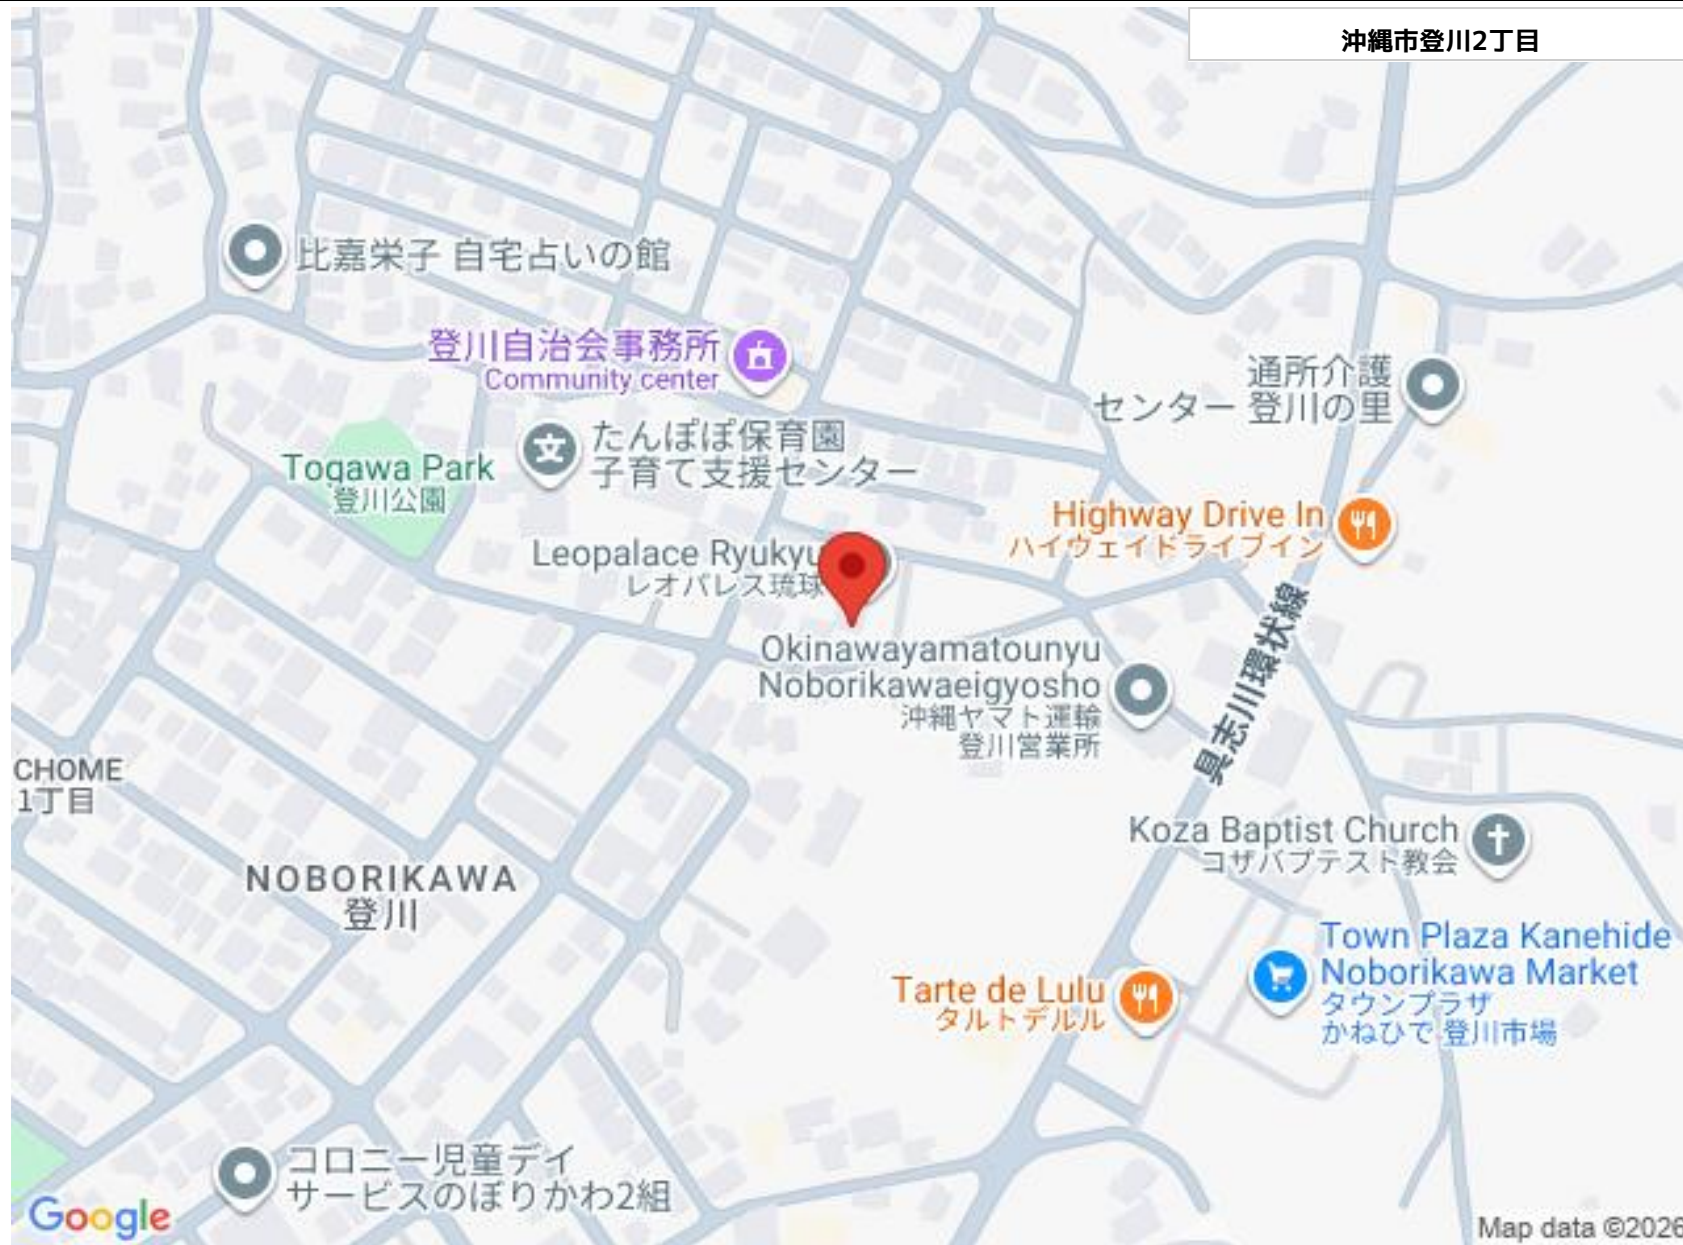 沖縄市登川2丁目
比嘉栄子 自宅占いの館
登川自治会事務所
Community center
通所介護
センター 登川の里
たんぽぽ保育園
子育て支援センター
Togawa Park
登川公園
Highway Drive In
ハイウェイドライブイン
Leopalace Ryukyu
レオパレス琉球
具志川環状線
Okinawayamatounyu
Noborikawaeigyosho
沖縄ヤマト運輸
登川営業所
CHOME
1丁目
Koza Baptist Church
コザバプテスト教会
NOBORIKAWA
登川
Town Plaza Kanehide
Noborikawa Market
タウンプラザ
かねひで 登川市場
Tarte de Lulu
タルトデルル
コロニー児童デイ
サービスのぼりかわ2組
Google
Map data ©2026